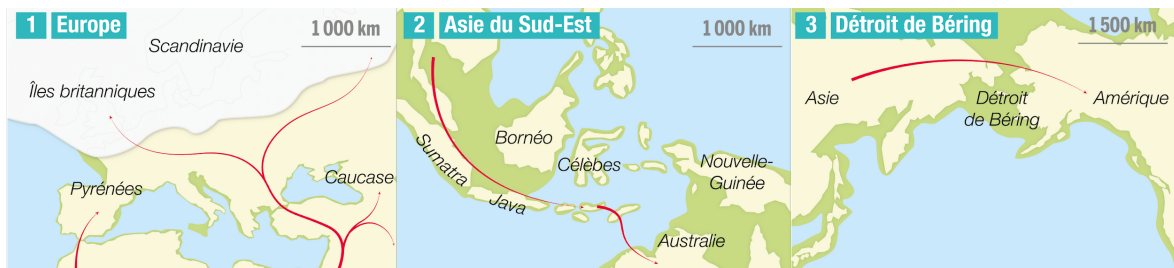 1 Europe
1 000 km
Scandinavie
Îles britanniques
Pyrénées
Caucase
2 Asie du Sud-Est
1 000 km
Bornéo
Sumatra
Célèbes
Java
Nouvelle-
Guinée
Australie
3 Détroit de Béring
1 500 km
Asie
Détroit
de Béring
Amérique